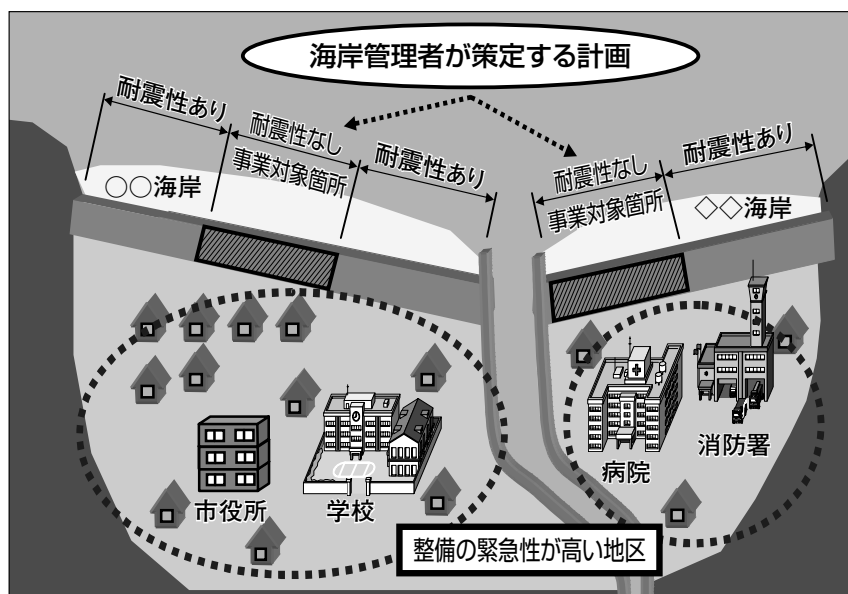 海岸管理者が策定する計画
耐震性あり
耐震性なし
事業対象箇所
耐震性あり
耐震性なし
事業対象箇所
耐震性あり
○○海岸
◇◇海岸
市役所
学校
病院
消防署
整備の緊急性が高い地区